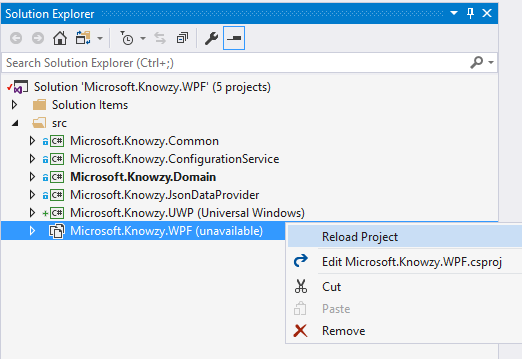 Solution Explorer
Search Solution Explorer (Ctrl+;)
Solution 'Microsoft.Knowzy.WPF' (5 projects)
Solution Items
src
C# Microsoft.Knowzy.Common
C# Microsoft.Knowzy.ConfigurationService
C# Microsoft.Knowzy.Domain
C# Microsoft.Knowzy.JsonDataProvider
C# Microsoft.Knowzy.UWP (Universal Windows)
Microsoft.Knowzy.WPF (unavailable)
Reload Project
Edit Microsoft.Knowzy.WPF.csproj
Cut
Paste
Remove